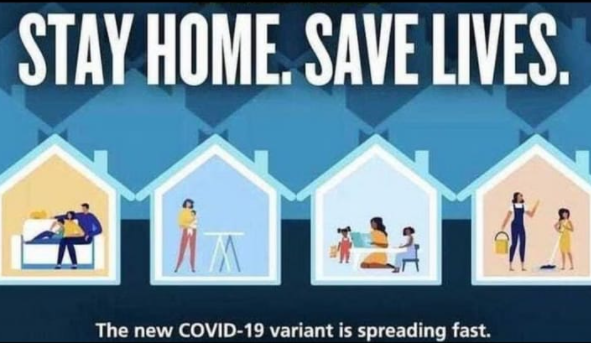 STAY HOME. SAVE LIVES.
The new COVID-19 variant is spreading fast.